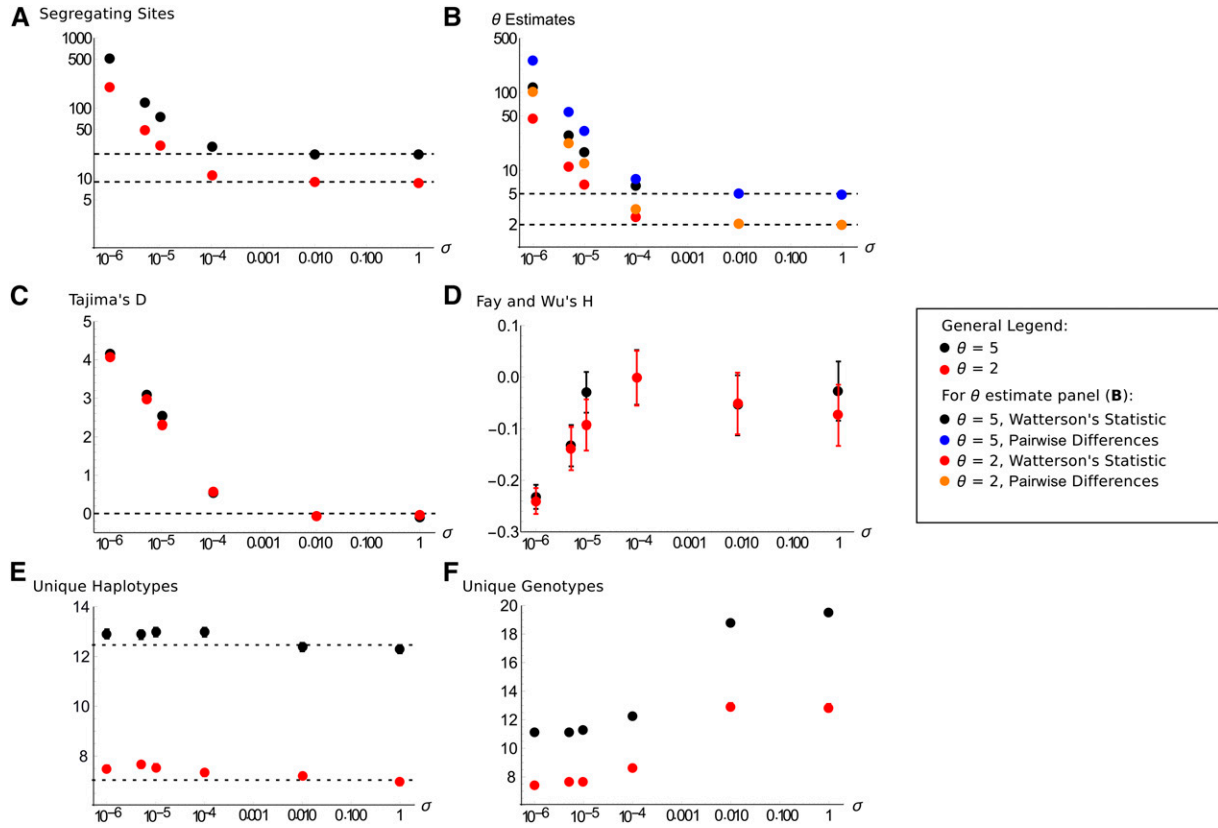 A Segregating Sites
1000
500
100
50
10
5
10⁻⁶ 10⁻⁵ 10⁻⁴ 0.001 0.010 0.100 1 σ
B θ Estimates
500
100
50
10
5
2
10⁻⁶ 10⁻⁵ 10⁻⁴ 0.001 0.010 0.100 1 σ
C Tajima's D
5
4
3
2
1
0
10⁻⁶ 10⁻⁵ 10⁻⁴ 0.001 0.010 0.100 1 σ
D Fay and Wu's H
0.1
0.0
−0.1
−0.2
−0.3
10⁻⁶ 10⁻⁵ 10⁻⁴ 0.001 0.010 0.100 1 σ
General Legend:
θ = 5
θ = 2
For θ estimate panel (B):
θ = 5, Watterson's Statistic
θ = 5, Pairwise Differences
θ = 2, Watterson's Statistic
θ = 2, Pairwise Differences
E Unique Haplotypes
14
12
10
8
10⁻⁶ 10⁻⁵ 10⁻⁴ 0.001 0.010 0.100 1 σ
F Unique Genotypes
20
18
16
14
12
10
8
10⁻⁶ 10⁻⁵ 10⁻⁴ 0.001 0.010 0.100 1 σ